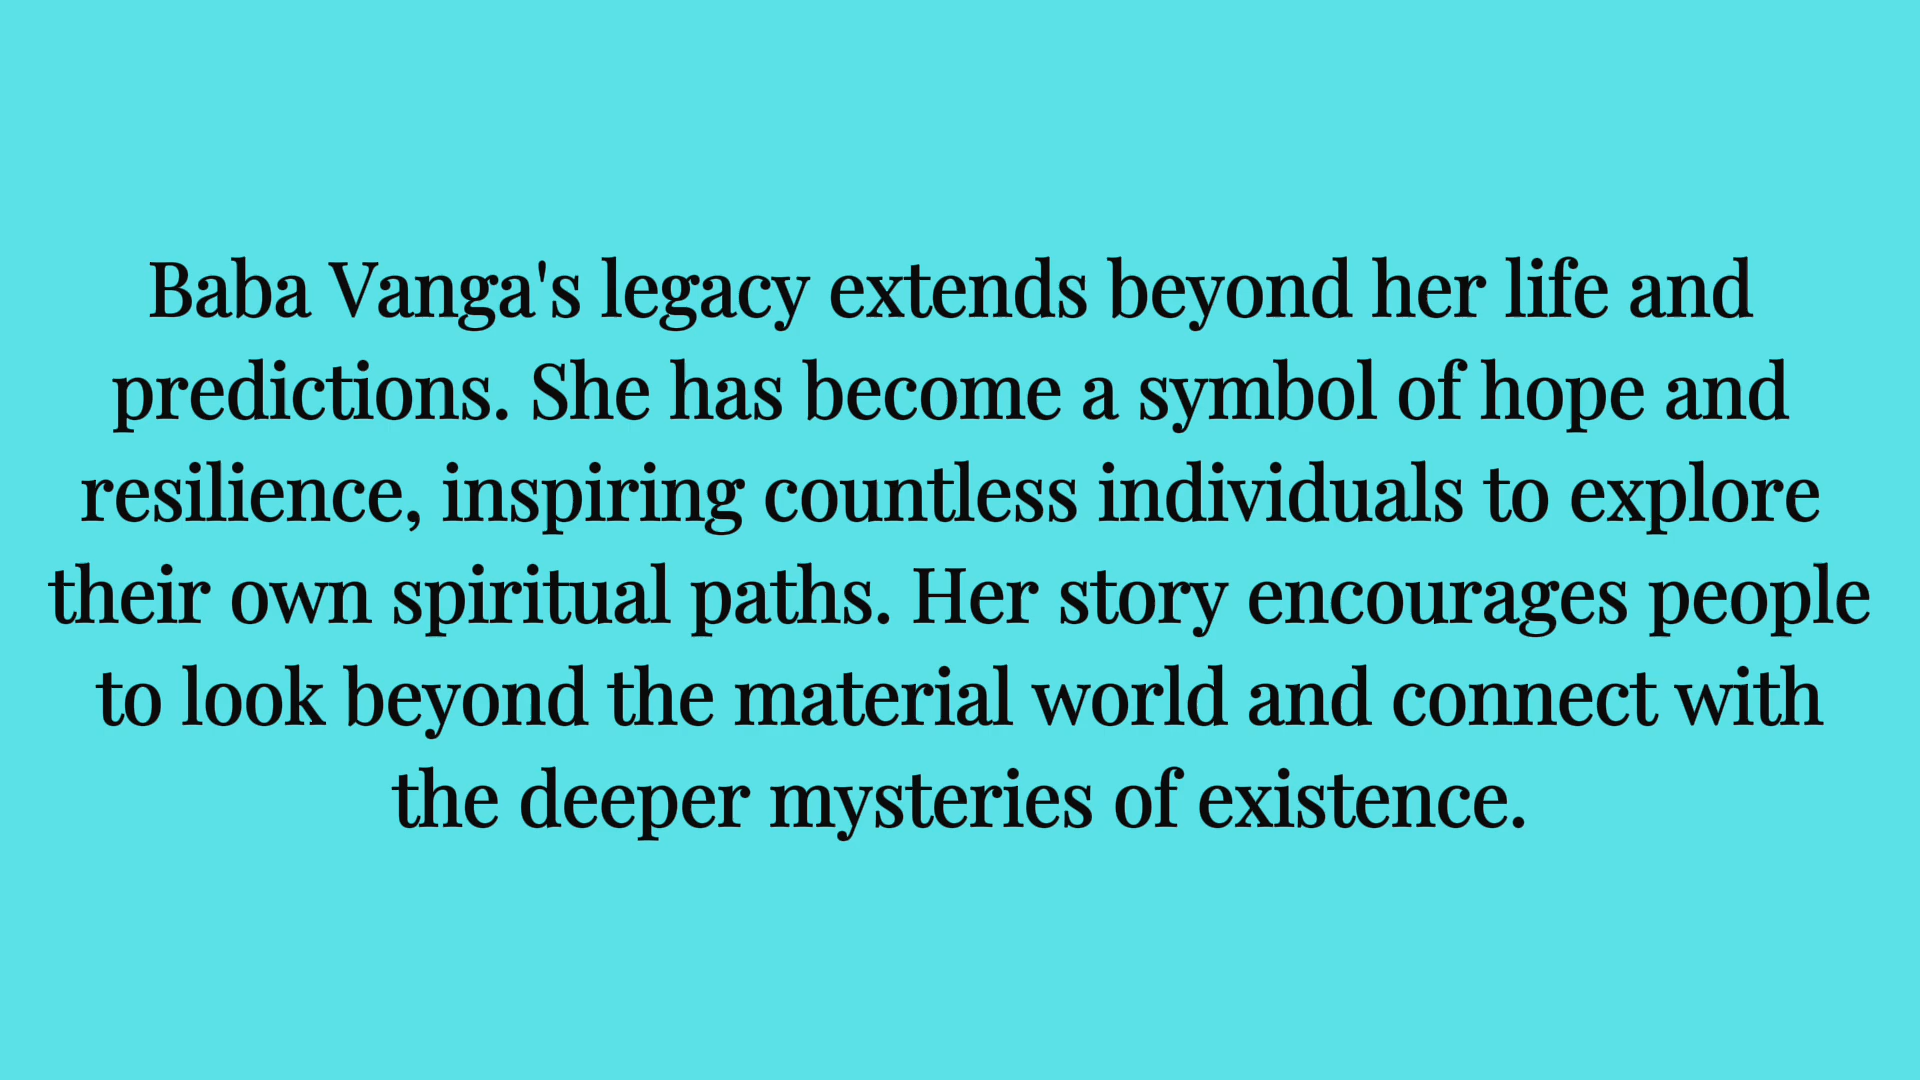 Baba Vanga's legacy extends beyond her life and
predictions. She has become a symbol of hope and
resilience, inspiring countless individuals to explore
their own spiritual paths. Her story encourages people
to look beyond the material world and connect with
the deeper mysteries of existence.